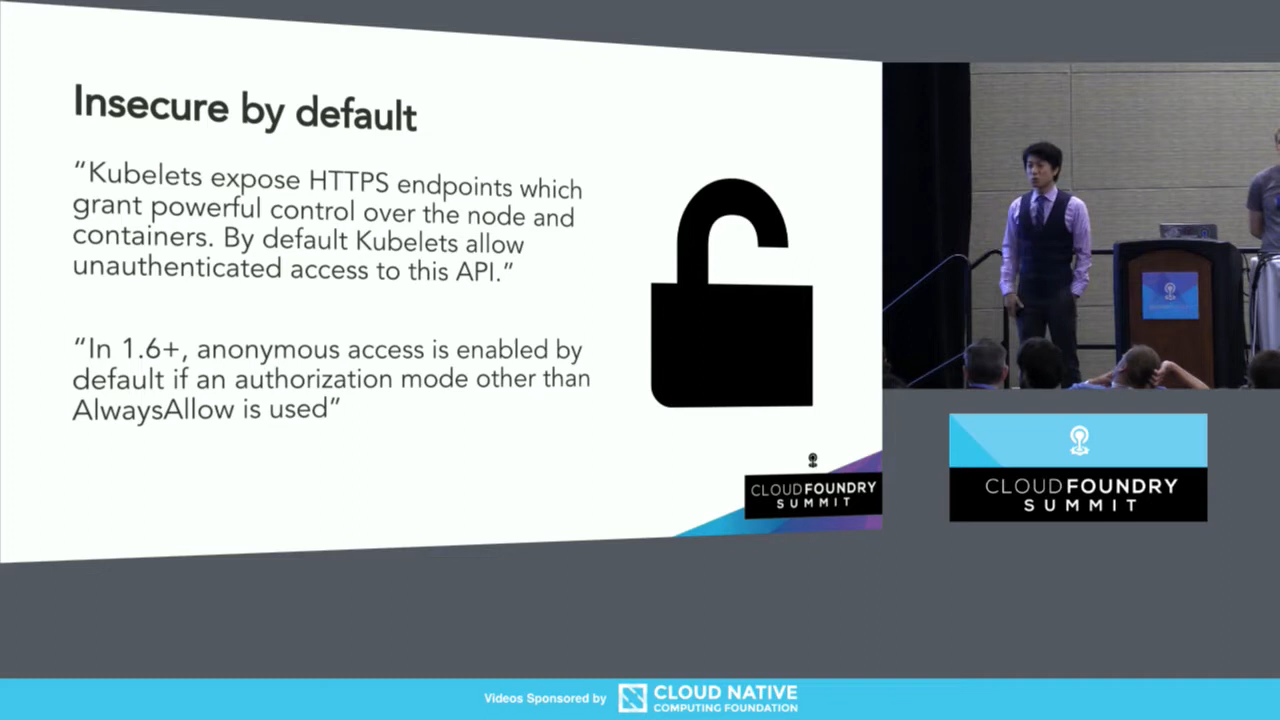 Insecure by default
“Kubelets expose HTTPS endpoints which
grant powerful control over the node and
containers. By default Kubelets allow
unauthenticated access to this API.”
“In 1.6+, anonymous access is enabled by
default if an authorization mode other than
AlwaysAllow is used”
CLOUDFOUNDRY
SUMMIT
CLOUDFOUNDRY
SUMMIT
Videos Sponsored by
CLOUD NATIVE
COMPUTING FOUNDATION